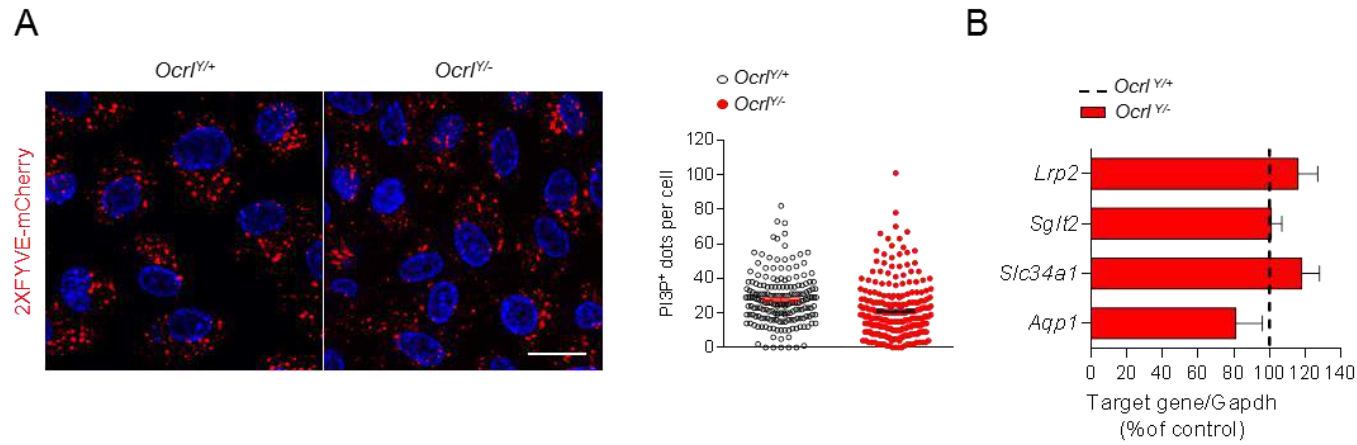 A
Ocrl^Y/+
Ocrl^Y/-
2XFYVE-mCherry
Ocrl^Y/+
Ocrl^Y/-
PI3P⁺ dots per cell
120
100
80
60
40
20
0
B
Ocrl ^Y/+
Ocrl ^Y/-
Lrp2
Sglt2
Slc34a1
Aqp1
0 20 40 60 80 100 120 140
Target gene/Gapdh
(%of control)